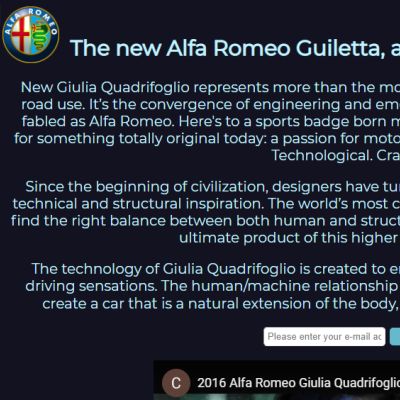 ALFA ROMEO
The new Alfa Romeo Guiletta, a
New Giulia Quadrifoglio represents more than the mo
road use. It's the convergence of engineering and em
fabled as Alfa Romeo. Here's to a sports badge born m
for something totally original today: a passion for moto
Technological. Cra
Since the beginning of civilization, designers have tu
technical and structural inspiration. The world's most c
find the right balance between both human and struct
ultimate product of this higher
The technology of Giulia Quadrifoglio is created to e
driving sensations. The human/machine relationship
create a car that is a natural extension of the body,
Please enter your e-mail ad
C 2016 Alfa Romeo Giulia Quadrifoglio